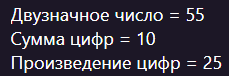 Двузначное число = 55
Сумма цифр = 10
Произведение цифр = 25